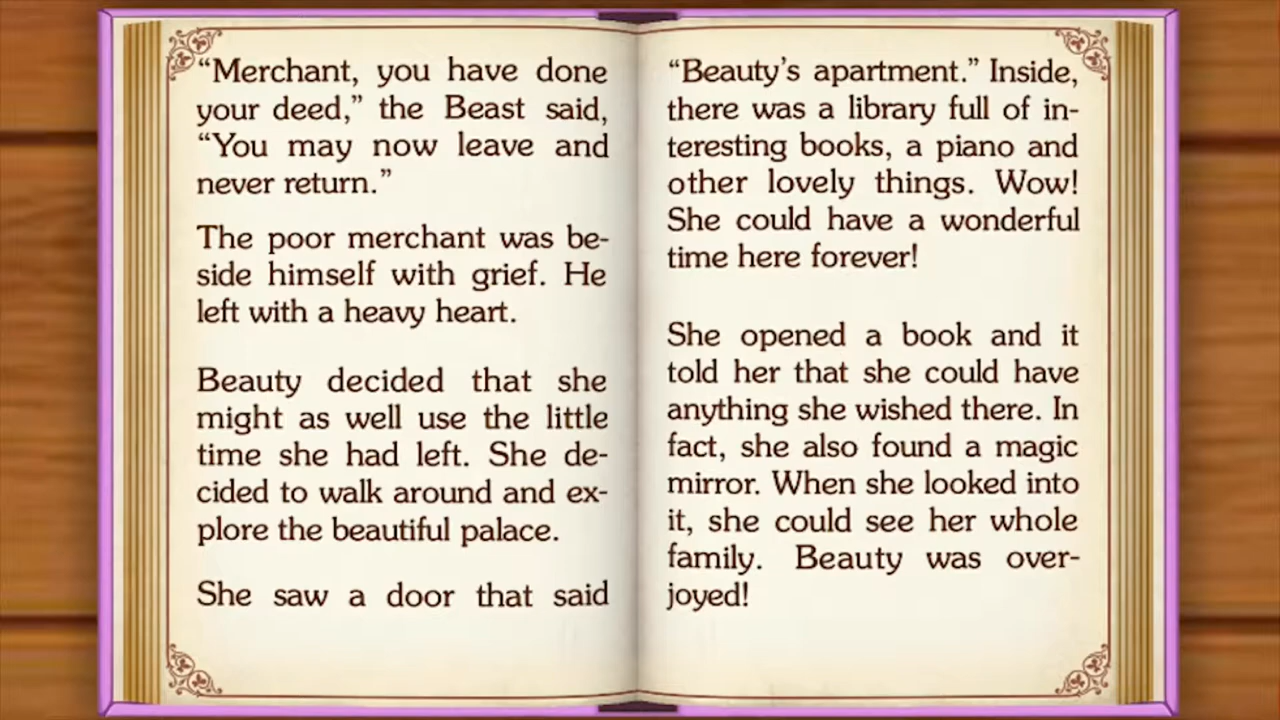 “Merchant, you have done
your deed,” the Beast said,
“You may now leave and
never return.”
The poor merchant was be-
side himself with grief. He
left with a heavy heart.
Beauty decided that she
might as well use the little
time she had left. She de-
cided to walk around and ex-
plore the beautiful palace.
She saw a door that said
“Beauty’s apartment.” Inside,
there was a library full of in-
teresting books, a piano and
other lovely things. Wow!
She could have a wonderful
time here forever!
She opened a book and it
told her that she could have
anything she wished there. In
fact, she also found a magic
mirror. When she looked into
it, she could see her whole
family. Beauty was over-
joyed!